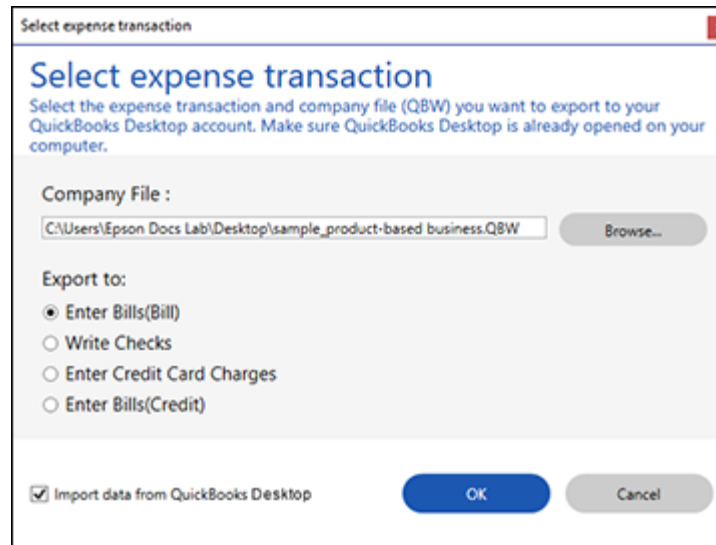 Select expense transaction
Select expense transaction
Select the expense transaction and company file (QBW) you want to export to your
QuickBooks Desktop account. Make sure QuickBooks Desktop is already opened on your
computer.
Company File :
C:\Users\Epson Docs Lab\Desktop\sample_product-based business.QBW
Browse...
Export to:
Enter Bills(Bill)
Write Checks
Enter Credit Card Charges
Enter Bills(Credit)
Import data from QuickBooks Desktop
OK
Cancel